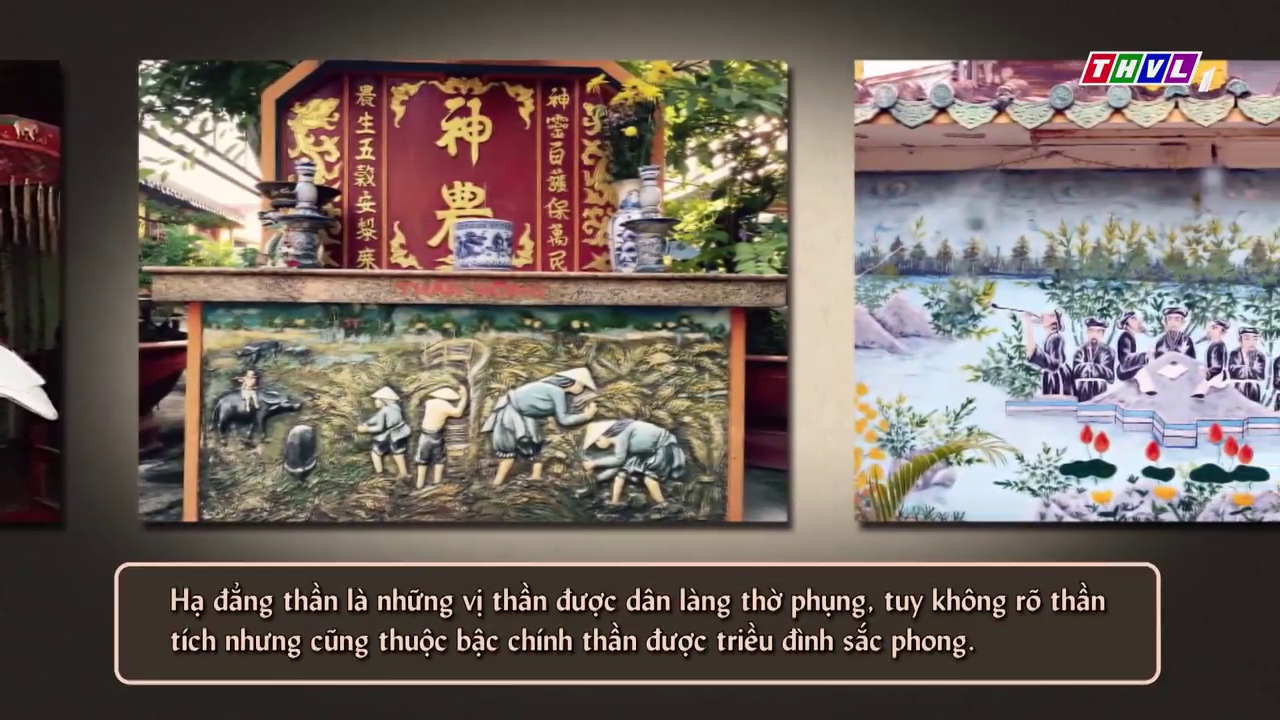 THVL1
農生五穀安黎庶
神農
神靈百護保萬民
Hạ đẳng thần là những vị thần được dân làng thờ phụng, tuy không rõ thần
tích nhưng cũng thuộc bậc chính thần được triều đình sắc phong.